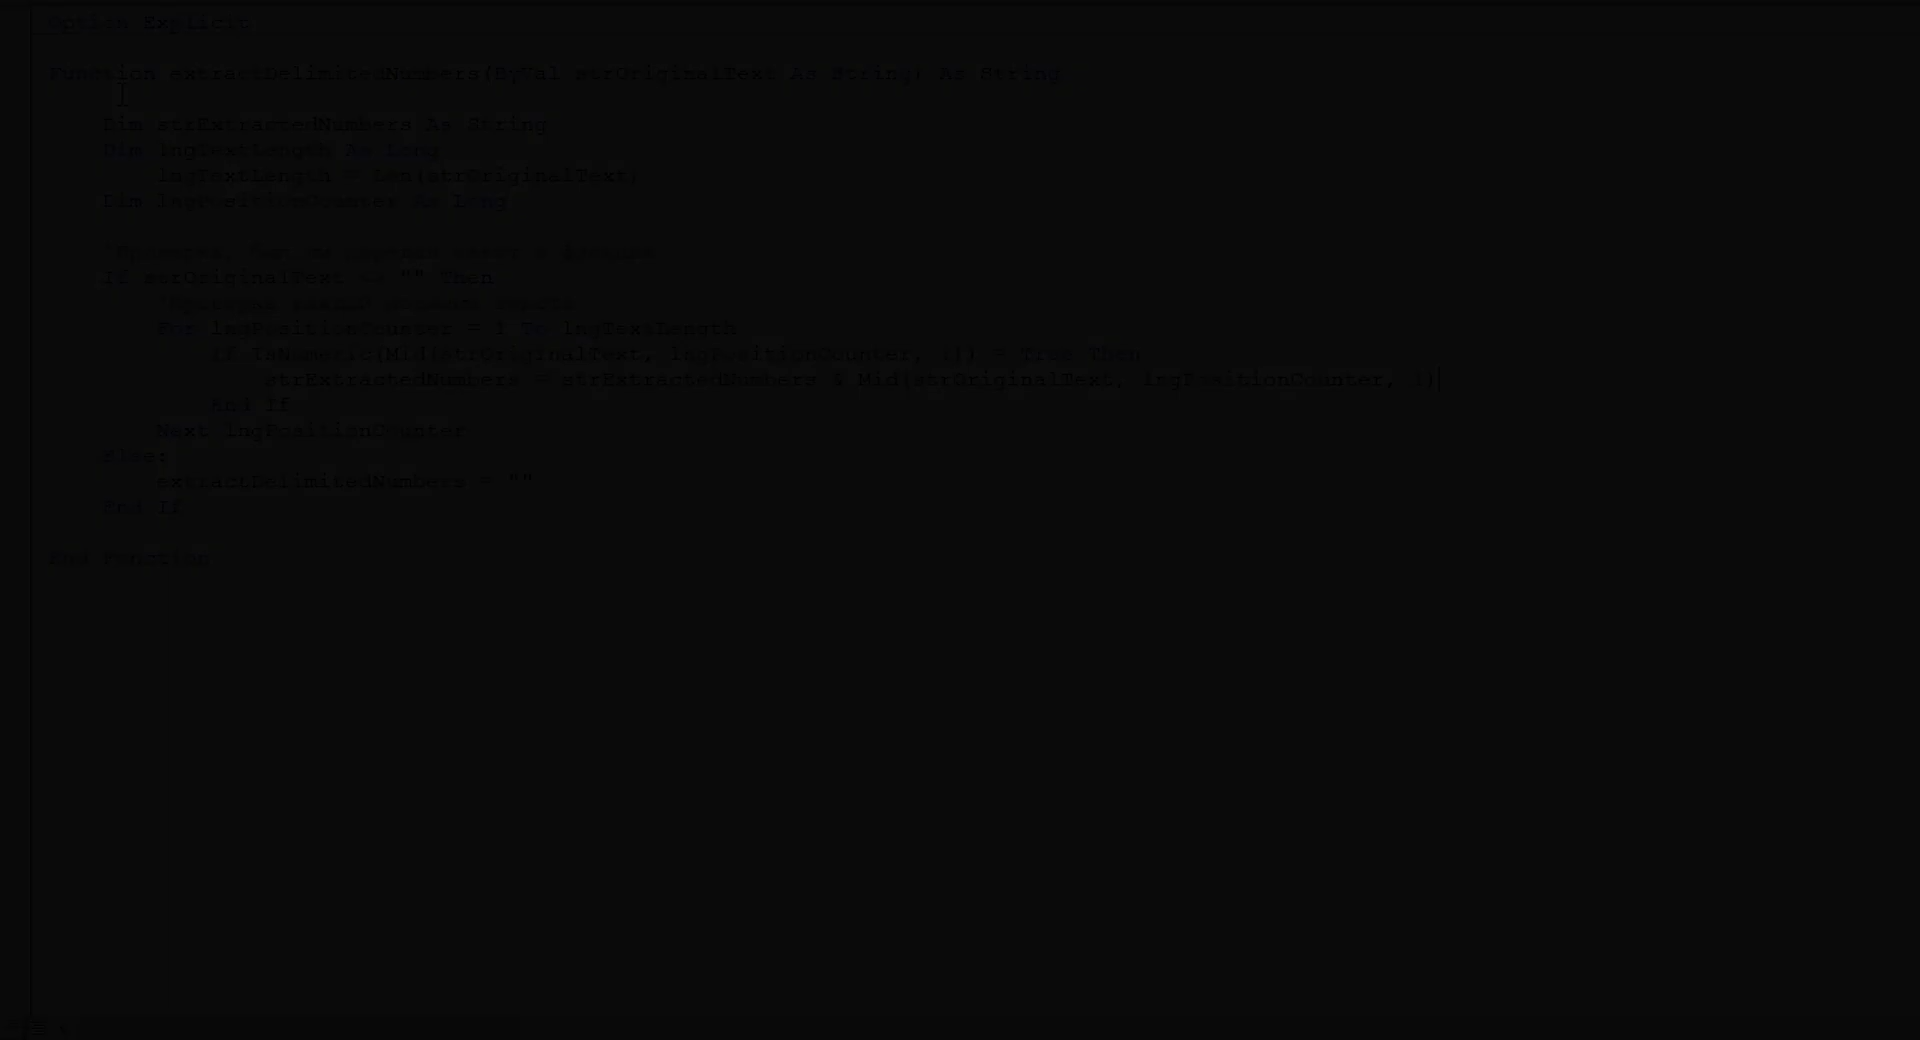 Option Explicit
Function extractDelimitedNumbers(ByVal strOriginalText As String) As String
Dim strExtractedNumbers As String
Dim lngTextLength As Long
lngTextLength = Len(strOriginalText)
Dim lngPositionCounter As Long
If strOriginalText <> "" Then
For lngPositionCounter = 1 To lngTextLength
If IsNumeric(Mid(strOriginalText, lngPositionCounter, 1)) = True Then
strExtractedNumbers = strExtractedNumbers & Mid(strOriginalText, lngPositionCounter, 1)
End If
Next lngPositionCounter
Else:
extractDelimitedNumbers = ""
End If
End Function